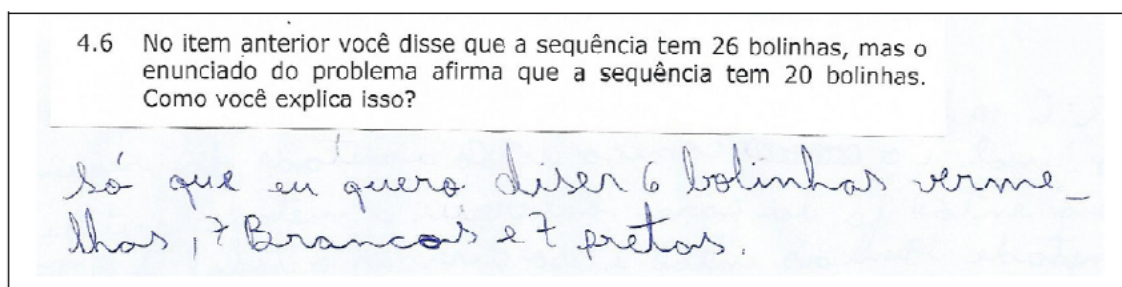 4.6 No item anterior você disse que a sequência tem 26 bolinhas, mas o
enunciado do problema afirma que a sequência tem 20 bolinhas.
Como você explica isso?
só que eu quero diser 6 bolinhas verme_
lhas, 7 Brancas e 7 pretas.